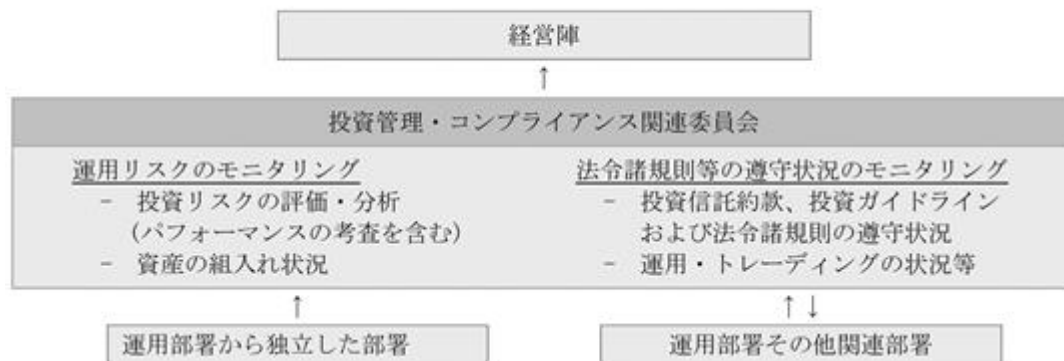 経営陣
↑
投資管理・コンプライアンス関連委員会
運用リスクのモニタリング
－ 投資リスクの評価・分析
(パフォーマンスの考査を含む)
－ 資産の組入れ状況
法令諸規則等の遵守状況のモニタリング
－ 投資信託約款、投資ガイドライン
および法令諸規則の遵守状況
－ 運用・トレーディングの状況等
↑
↑↓
運用部署から独立した部署
運用部署その他関連部署